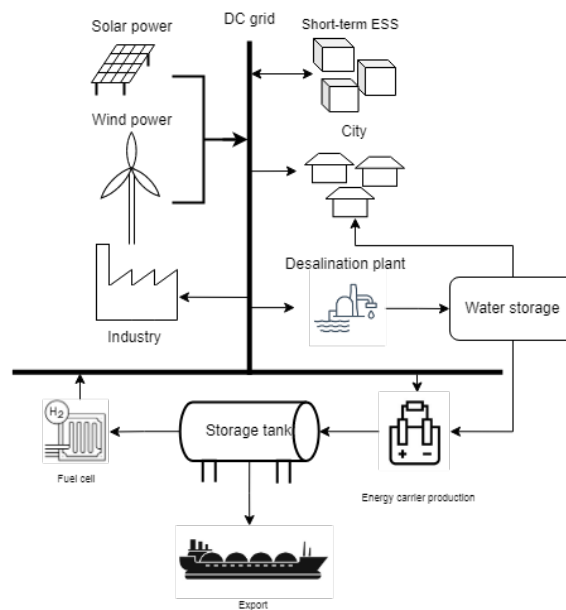 Solar power
DC grid
Short-term ESS
Wind power
City
Desalination plant
Water storage
Industry
H2
Storage tank
+ −
Fuel cell
Energy carrier production
Export